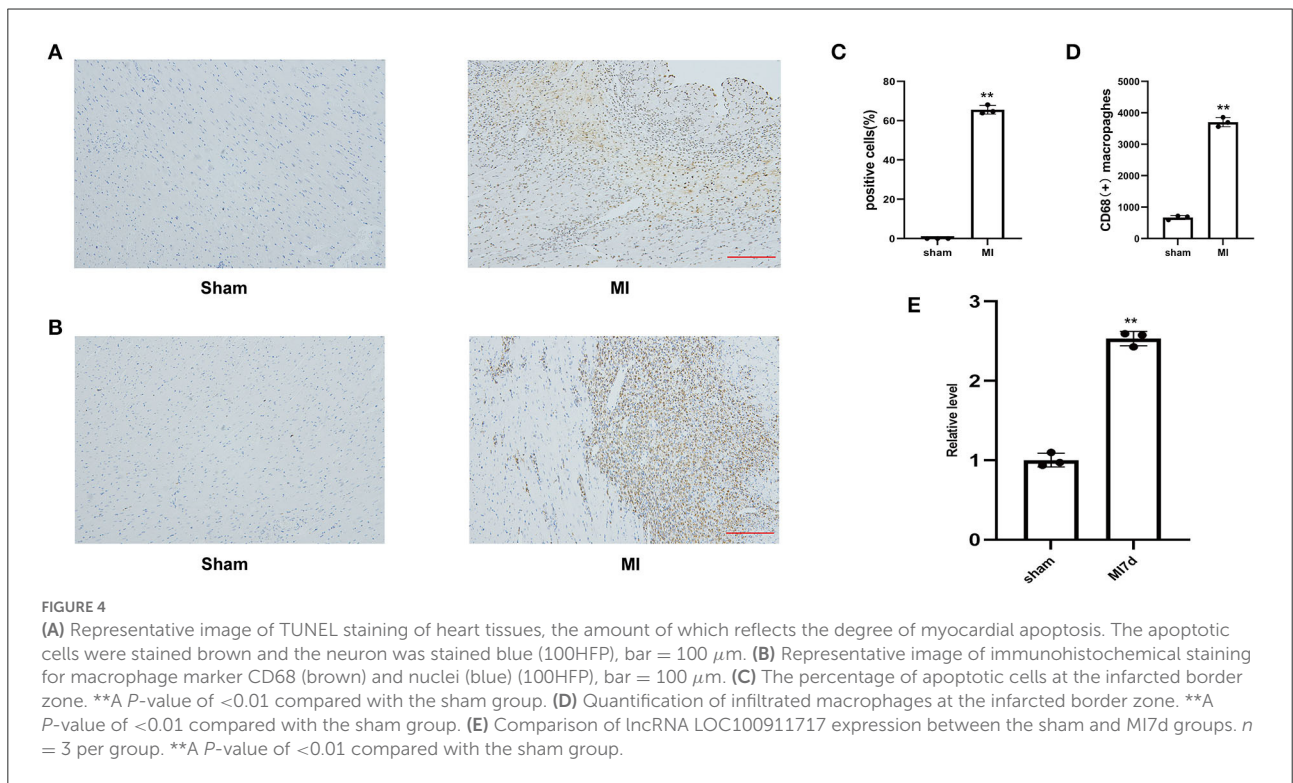 A
Sham
MI
B
Sham
MI
C
positive cells(%)
80
60
40
20
0
**
sham
MI
D
CD68(+) macropaghes
5000
4000
3000
2000
1000
0
**
sham
MI
E
Relative level
3
2
1
0
**
sham
MI7d
FIGURE 4
(A) Representative image of TUNEL staining of heart tissues, the amount of which reflects the degree of myocardial apoptosis. The apoptotic
cells were stained brown and the neuron was stained blue (100HFP), bar = 100 μm. (B) Representative image of immunohistochemical staining
for macrophage marker CD68 (brown) and nuclei (blue) (100HFP), bar = 100 μm. (C) The percentage of apoptotic cells at the infarcted border
zone. **A P-value of <0.01 compared with the sham group. (D) Quantification of infiltrated macrophages at the infarcted border zone. **A
P-value of <0.01 compared with the sham group. (E) Comparison of lncRNA LOC100911717 expression between the sham and MI7d groups. n
= 3 per group. **A P-value of <0.01 compared with the sham group.